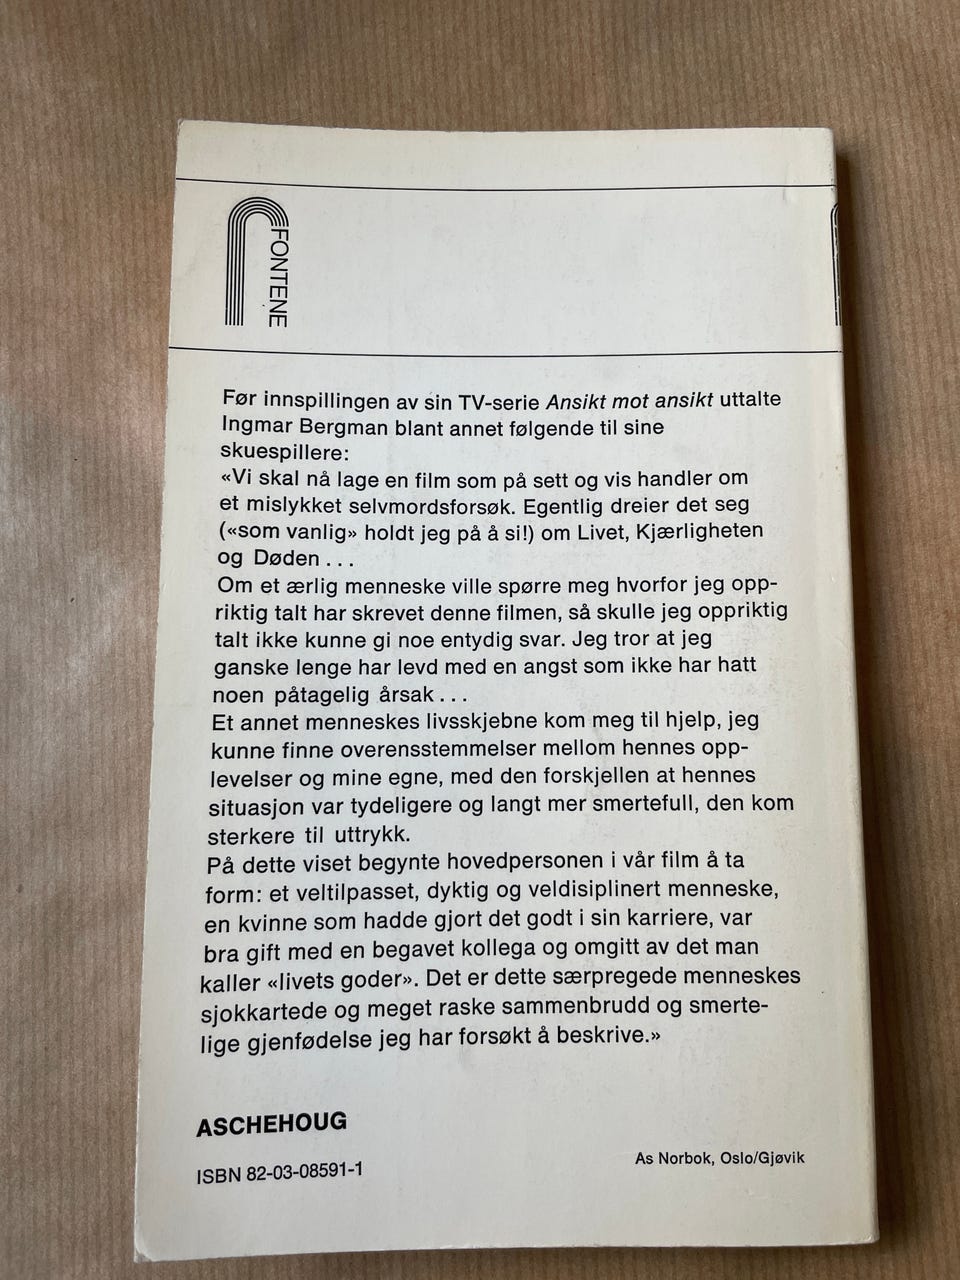 FONTENE
Før innspillingen av sin TV-serie Ansikt mot ansikt uttalte
Ingmar Bergman blant annet følgende til sine
skuespillere:
«Vi skal nå lage en film som på sett og vis handler om
et mislykket selvmordsforsøk. Egentlig dreier det seg
(«som vanlig» holdt jeg på å si!) om Livet, Kjærligheten
og Døden ...
Om et ærlig menneske ville spørre meg hvorfor jeg opp-
riktig talt har skrevet denne filmen, så skulle jeg oppriktig
talt ikke kunne gi noe entydig svar. Jeg tror at jeg
ganske lenge har levd med en angst som ikke har hatt
noen påtagelig årsak ...
Et annet menneskes livsskjebne kom meg til hjelp, jeg
kunne finne overensstemmelser mellom hennes opp-
levelser og mine egne, med den forskjellen at hennes
situasjon var tydeligere og langt mer smertefull, den kom
sterkere til uttrykk.
På dette viset begynte hovedpersonen i vår film å ta
form: et veltilpasset, dyktig og veldisiplinert menneske,
en kvinne som hadde gjort det godt i sin karriere, var
bra gift med en begavet kollega og omgitt av det man
kaller «livets goder». Det er dette særpregede menneskes
sjokkartede og meget raske sammenbrudd og smerte-
lige gjenfødelse jeg har forsøkt å beskrive.»
ASCHEHOUG
ISBN 82-03-08591-1
As Norbok, Oslo/Gjøvik